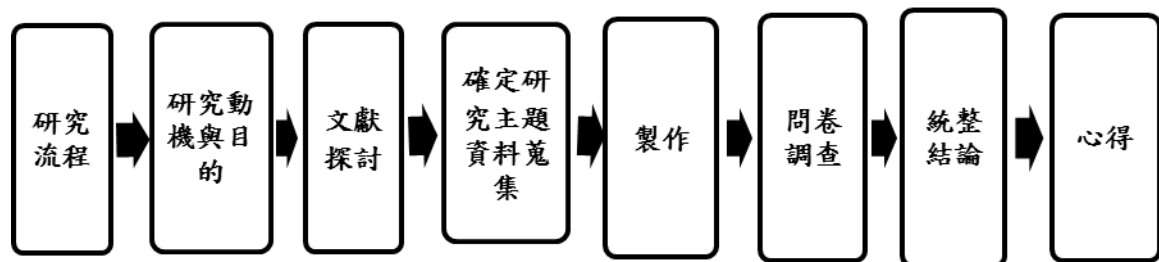 研究
流程
研究動
機與目
的
文獻
探討
確定研
究主題
資料蒐
集
製作
問卷
調查
統整
結論
心得